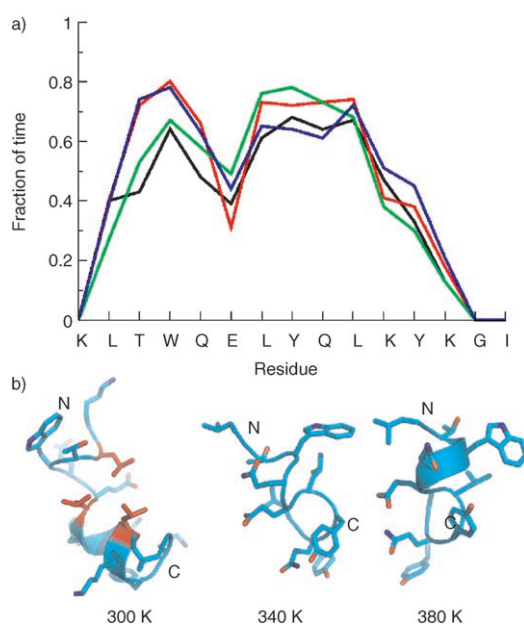 a)
1
0.8
0.6
0.4
0.2
0
Fraction of time
K L T W Q E L Y Q L K Y K G I
Residue
b)
N
C
300 K
N
C
340 K
N
C
380 K